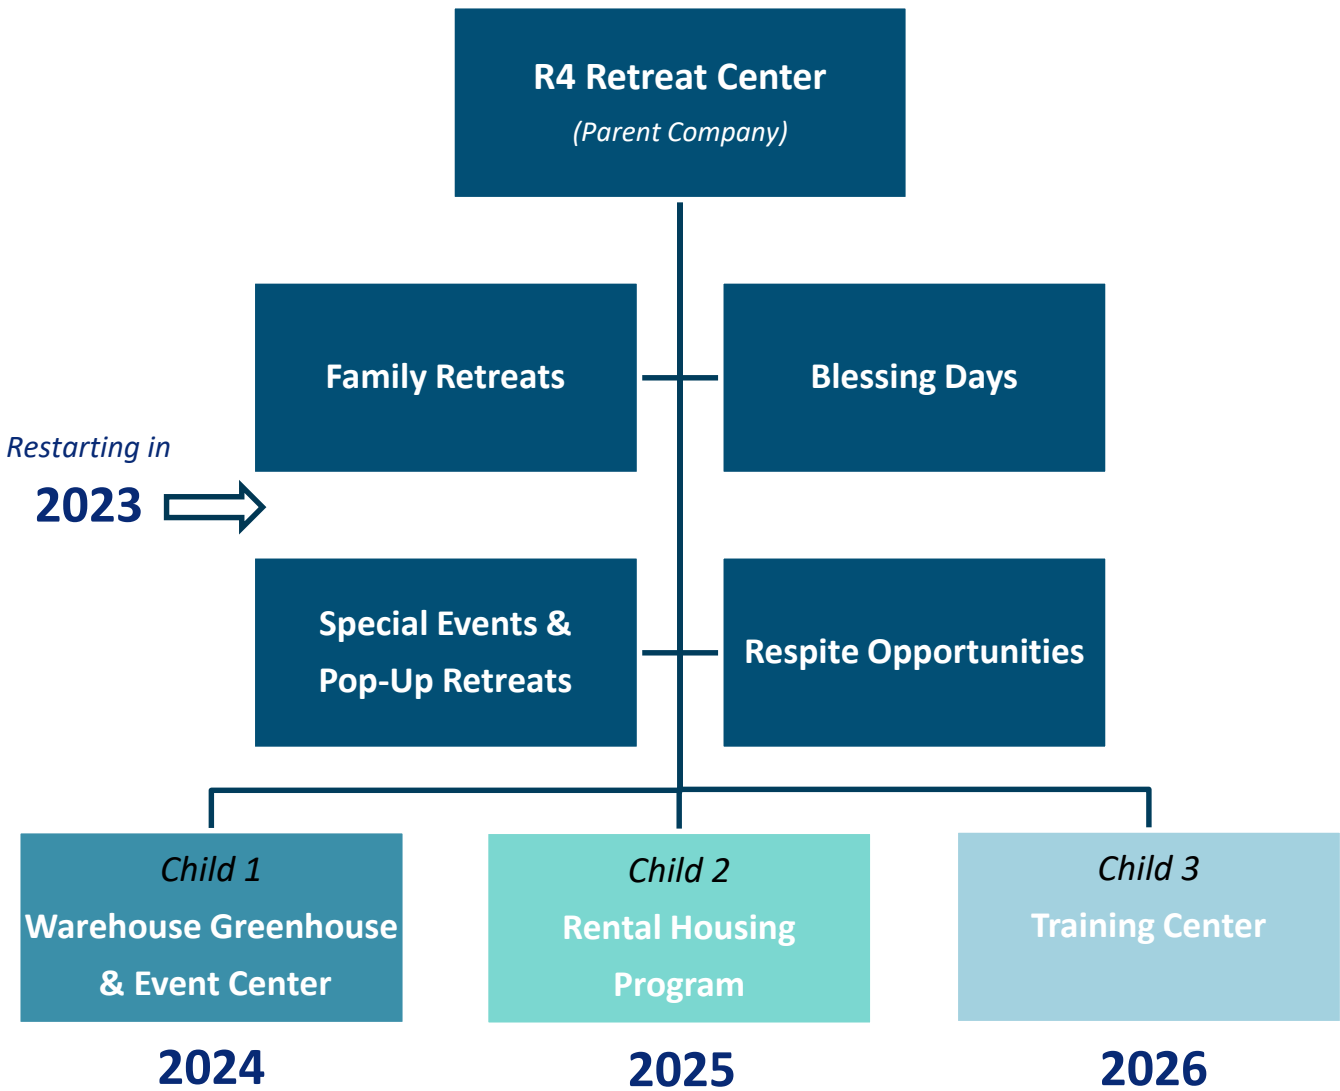 R4 Retreat Center
(Parent Company)
Family Retreats
Blessing Days
Restarting in
2023
Special Events &
Pop-Up Retreats
Respite Opportunities
Child 1
Warehouse Greenhouse
& Event Center
2024
Child 2
Rental Housing
Program
2025
Child 3
Training Center
2026